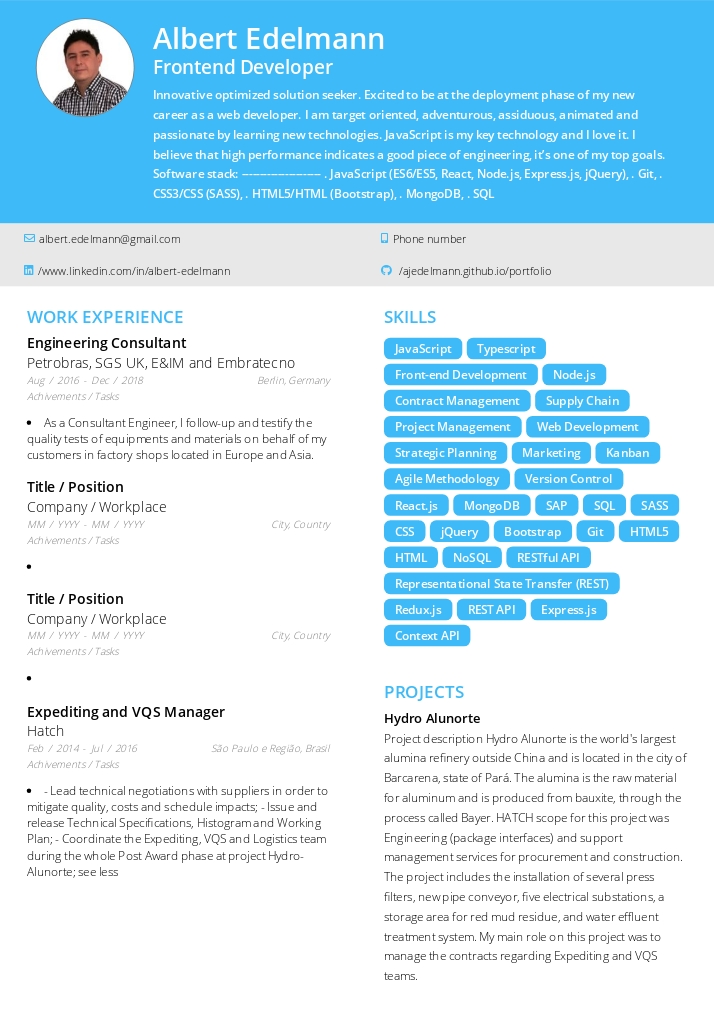 Albert Edelmann
Frontend Developer
Innovative optimized solution seeker. Excited to be at the deployment phase of my new
career as a web developer. I am target oriented, adventurous, assiduous, animated and
passionate by learning new technologies. JavaScript is my key technology and I love it. I
believe that high performance indicates a good piece of engineering, it's one of my top goals.
Software stack: ---------------------- . JavaScript (ES6/ES5, React, Node.js, Express.js, jQuery), . Git, .
CSS3/CSS (SASS), . HTML5/HTML (Bootstrap), . MongoDB, . SQL
albert.edelmann@gmail.com
Phone number
/www.linkedin.com/in/albert-edelmann
/ajedelmann.github.io/portfolio
WORK EXPERIENCE
Engineering Consultant
Petrobras, SGS UK, E&IM and Embratecno
Aug / 2016 - Dec / 2018 Berlin, Germany
Achivements / Tasks
• As a Consultant Engineer, I follow-up and testify the
quality tests of equipments and materials on behalf of my
customers in factory shops located in Europe and Asia.
Title / Position
Company / Workplace
MM / YYYY - MM / YYYY City, Country
Achivements / Tasks
•
Title / Position
Company / Workplace
MM / YYYY - MM / YYYY City, Country
Achivements / Tasks
•
Expediting and VQS Manager
Hatch
Feb / 2014 - Jul / 2016 São Paulo e Região, Brasil
Achivements / Tasks
• - Lead technical negotiations with suppliers in order to
mitigate quality, costs and schedule impacts; - Issue and
release Technical Specifications, Histogram and Working
Plan; - Coordinate the Expediting, VQS and Logistics team
during the whole Post Award phase at project Hydro-
Alunorte; see less
SKILLS
JavaScript Typescript
Front-end Development Node.js
Contract Management Supply Chain
Project Management Web Development
Strategic Planning Marketing Kanban
Agile Methodology Version Control
React.js MongoDB SAP SQL SASS
CSS jQuery Bootstrap Git HTML5
HTML NoSQL RESTful API
Representational State Transfer (REST)
Redux.js REST API Express.js
Context API
PROJECTS
Hydro Alunorte
Project description Hydro Alunorte is the world's largest
alumina refinery outside China and is located in the city of
Barcarena, state of Pará. The alumina is the raw material
for aluminum and is produced from bauxite, through the
process called Bayer. HATCH scope for this project was
Engineering (package interfaces) and support
management services for procurement and construction.
The project includes the installation of several press
filters, new pipe conveyor, five electrical substations, a
storage area for red mud residue, and water effluent
treatment system. My main role on this project was to
manage the contracts regarding Expediting and VQS
teams.